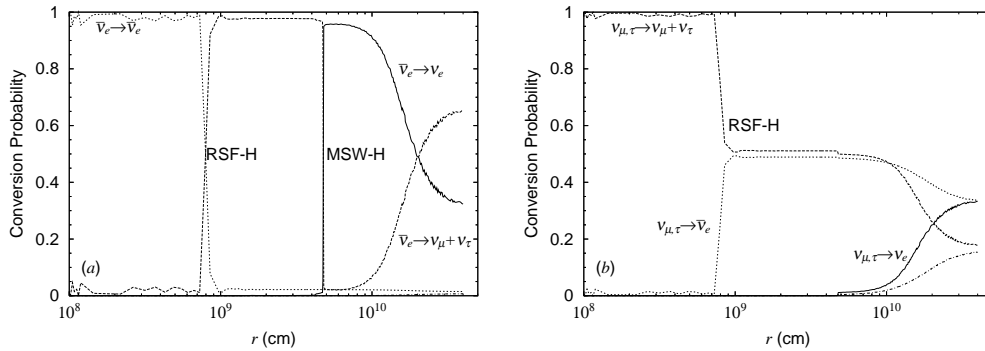 Conversion Probability
1
0.8
0.6
0.4
0.2
0
ν̅e→ν̅e
ν̅e→νe
RSF-H
MSW-H
ν̅e→νμ+ντ
(a)
10^8
10^9
10^10
r (cm)
Conversion Probability
1
0.8
0.6
0.4
0.2
0
νμ,τ→νμ+ντ
RSF-H
νμ,τ→ν̅e
νμ,τ→νe
(b)
10^8
10^9
10^10
r (cm)